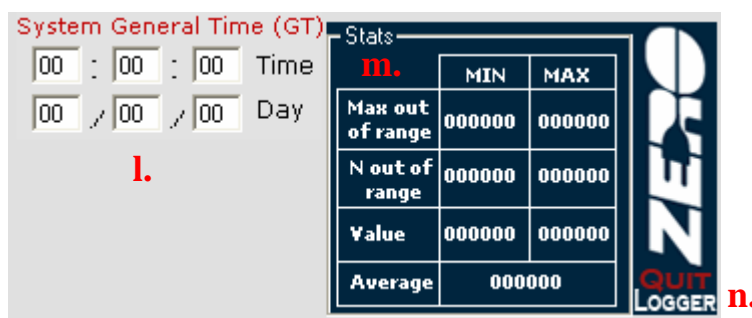 System General Time (GT)
00 : 00 : 00 Time
00 / 00 / 00 Day
l.
Stats
m.
MIN MAX
Max out of range 000000 000000
N out of range 000000 000000
Value 000000 000000
Average 000000
ZERO
QUIT
LOGGER
n.